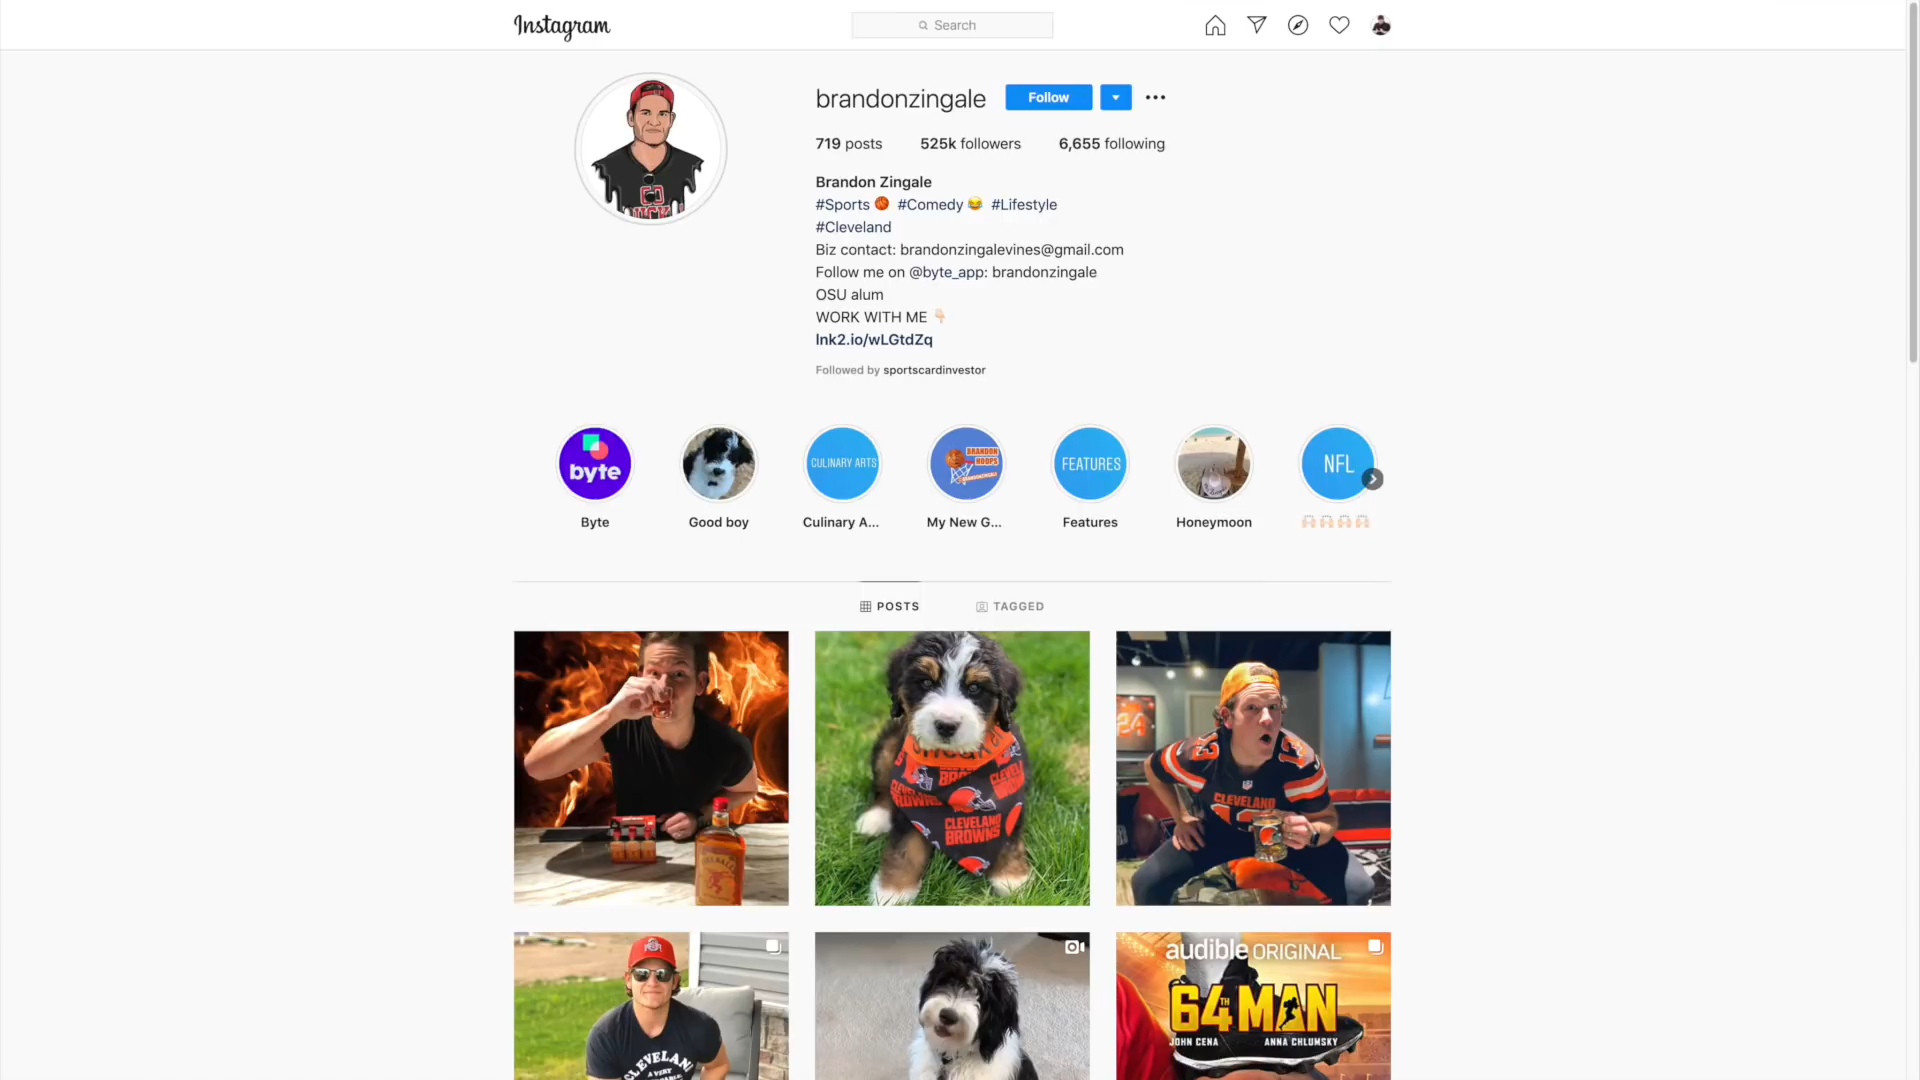 Instagram
Search
brandonzingale
Follow
719 posts 525k followers 6,655 following
Brandon Zingale
#Sports 🏀 #Comedy 😂 #Lifestyle
#Cleveland
Biz contact: brandonzingalevines@gmail.com
Follow me on @byte_app: brandonzingale
OSU alum
WORK WITH ME 👇🏻
lnk2.io/wLGtdZq
Followed by sportscardinvestor
byte
CULINARY ARTS
BRANDON
HOOPS
FEATURES
NFL
Byte
Good boy
Culinary A...
My New G...
Features
Honeymoon
🙌🏻🙌🏻🙌🏻🙌🏻
POSTS
TAGGED
CLEVELAND
BROWNS
CLEVELAND
13
audible ORIGINAL
64TH MAN
JOHN CENA
ANNA CHLUMSKY
CLEVELAND
A VERY